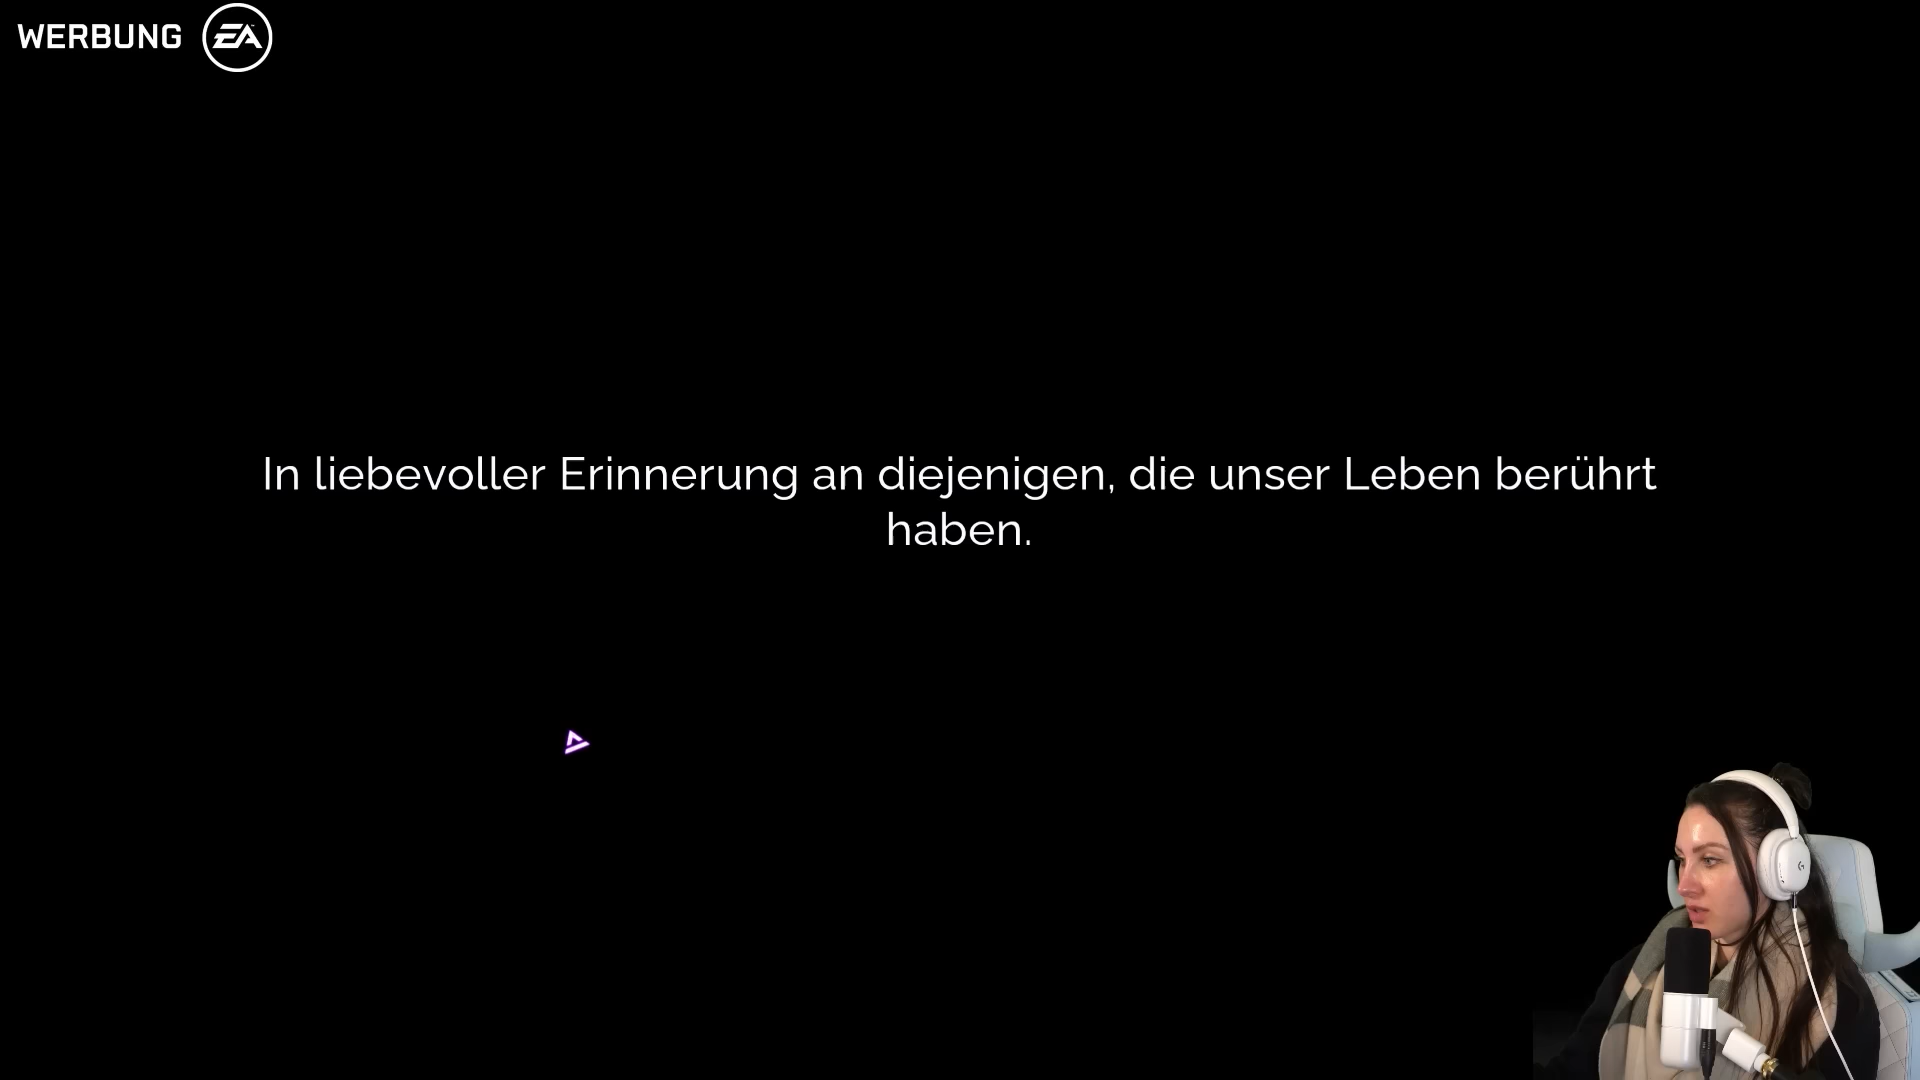 WERBUNG EA
In liebevoller Erinnerung an diejenigen, die unser Leben berührt
haben.